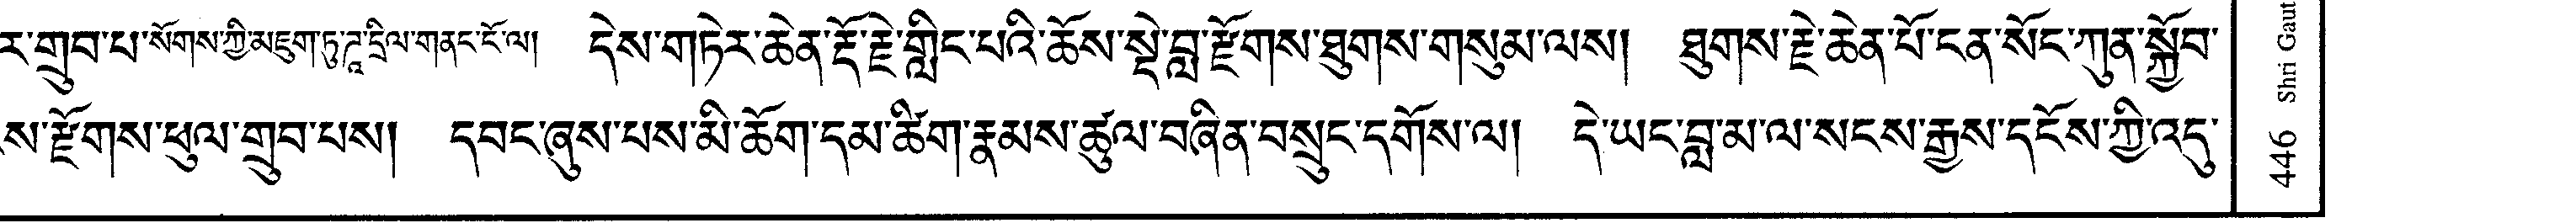 ར་གྲུབ་པ་སོགས་ཀྱི་མཇུག་ཏུ་ཊཱ་དྲིལ་གནང་ངོ་ལ། དེས་གཏེར་ཆེན་རྡོ་རྗེ་གླིང་པའི་ཆོས་སྡེ་བླ་རྫོགས་ཐུགས་གསུམ་ལས། ཐུགས་རྗེ་ཆེན་པོ་ངན་སོང་ཀུན་སྐྱོབ་
ས་རྫོགས་ཕུལ་གྲུབ་པས། དབང་ཞུས་པས་མི་ཆོག་དམ་ཚིག་རྣམས་ཚུལ་བཞིན་བསྲུང་དགོས་ལ། དེ་ཡང་བླ་མ་ལ་སངས་རྒྱས་དངོས་ཀྱི་འདུ་
446 Shri Gaut